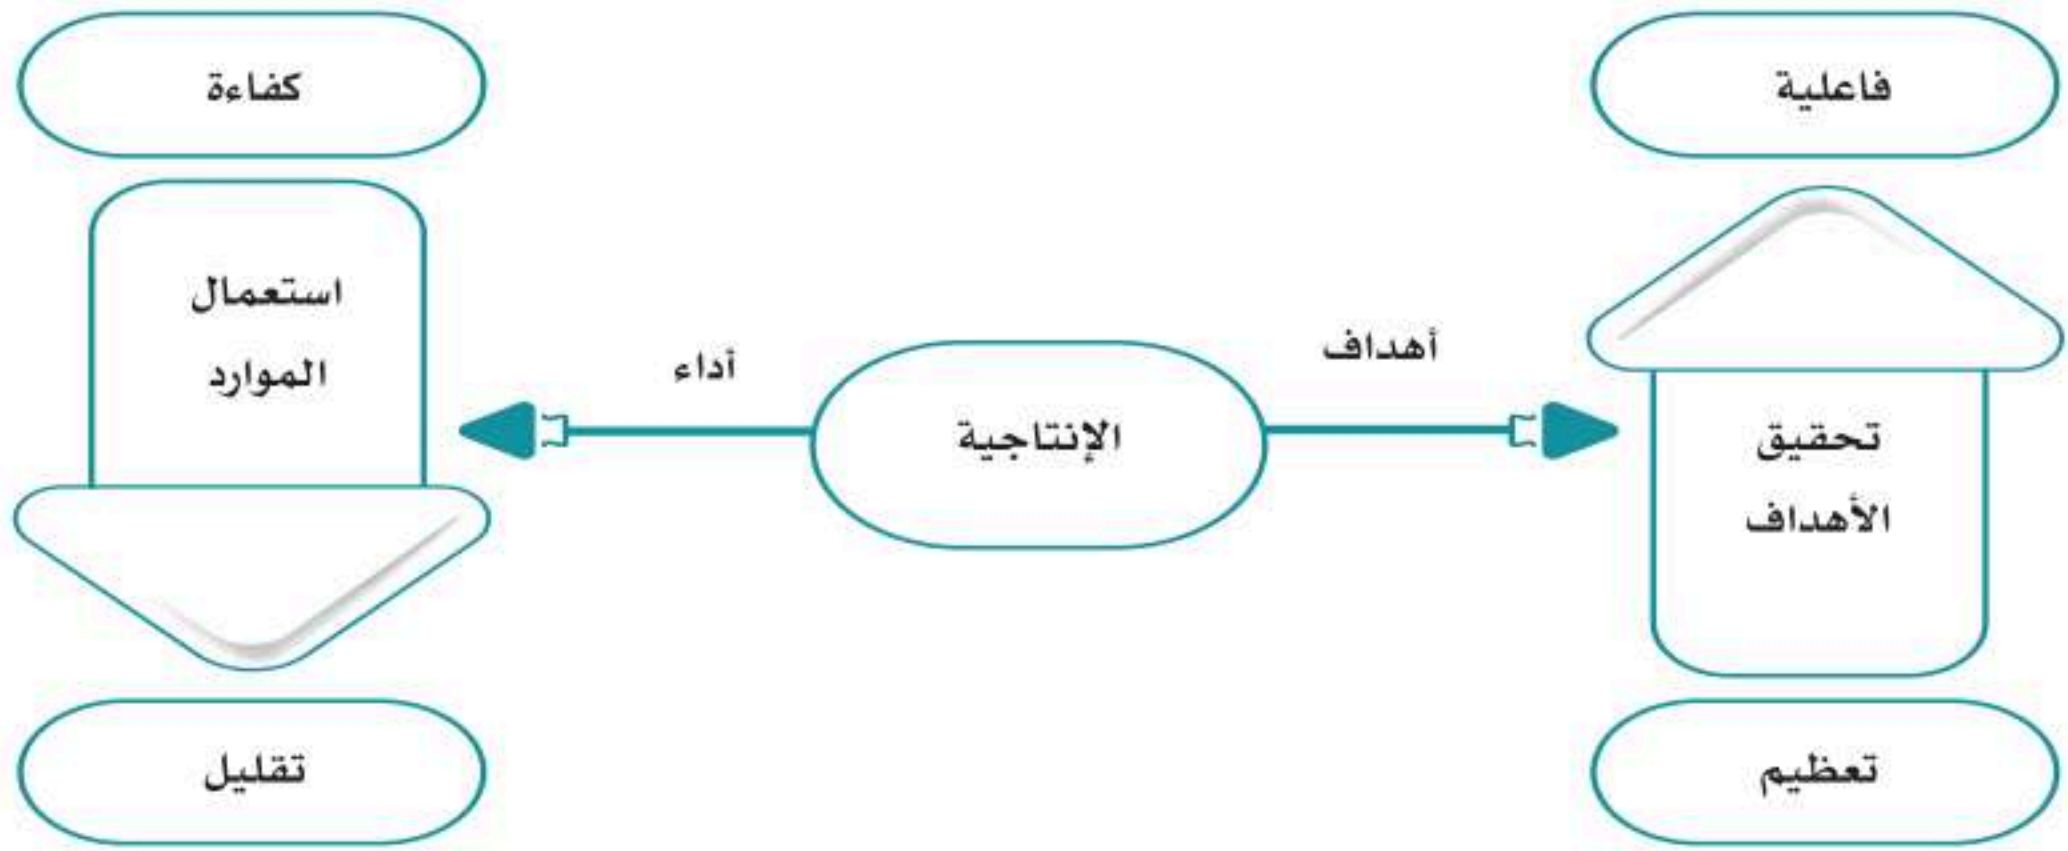 فاعلية
كفاءة
تحقيق
الأهداف
أهداف
الإنتاجية
أداء
استعمال
الموارد
تعظيم
تقليل